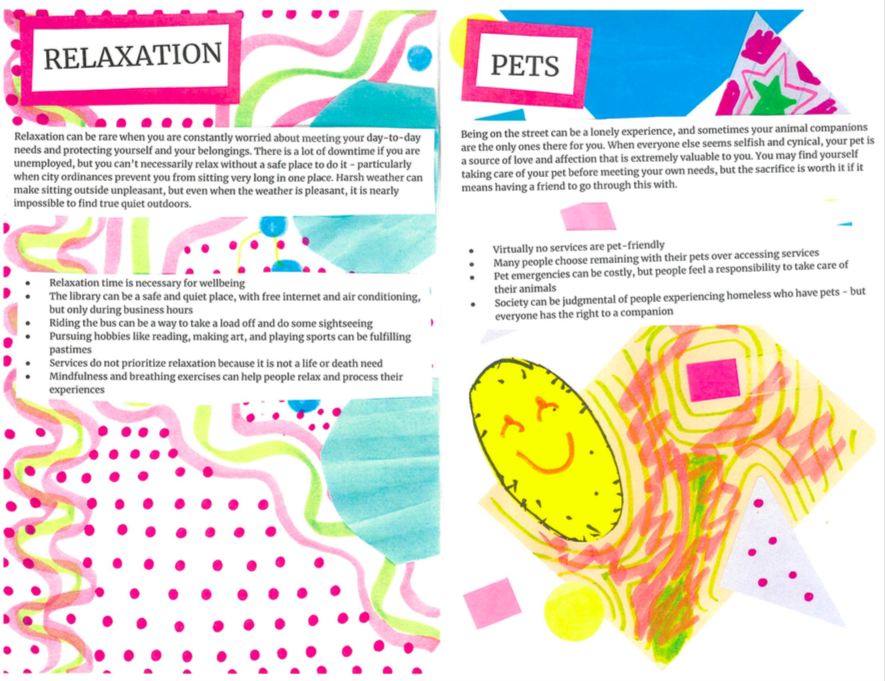 RELAXATION
Relaxation can be rare when you are constantly worried about meeting your day-to-day
needs and protecting yourself and your belongings. There is a lot of downtime if you are
unemployed, but you can't necessarily relax without a safe place to do it - particularly
when city ordinances prevent you from sitting very long in one place. Harsh weather can
make sitting outside unpleasant, but even when the weather is pleasant, it is nearly
impossible to find true quiet outdoors.
• Relaxation time is necessary for wellbeing
• The library can be a safe and quiet place, with free internet and air conditioning,
but only during business hours
• Riding the bus can be a way to take a load off and do some sightseeing
• Pursuing hobbies like reading, making art, and playing sports can be fulfilling
pastimes
• Services do not prioritize relaxation because it is not a life or death need
• Mindfulness and breathing exercises can help people relax and process their
experiences
PETS
Being on the street can be a lonely experience, and sometimes your animal companions
are the only ones there for you. When everyone else seems selfish and cynical, your pet is
a source of love and affection that is extremely valuable to you. You may find yourself
taking care of your pet before meeting your own needs, but the sacrifice is worth it if it
means having a friend to go through this with.
• Virtually no services are pet-friendly
• Many people choose remaining with their pets over accessing services
• Pet emergencies can be costly, but people feel a responsibility to take care of
their animals
• Society can be judgmental of people experiencing homeless who have pets - but
everyone has the right to a companion